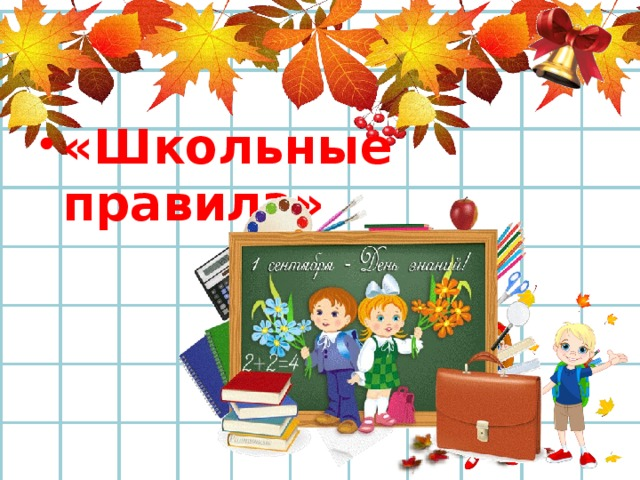 «Школьные
правила»
1 сентября - День знаний!
2+2=4